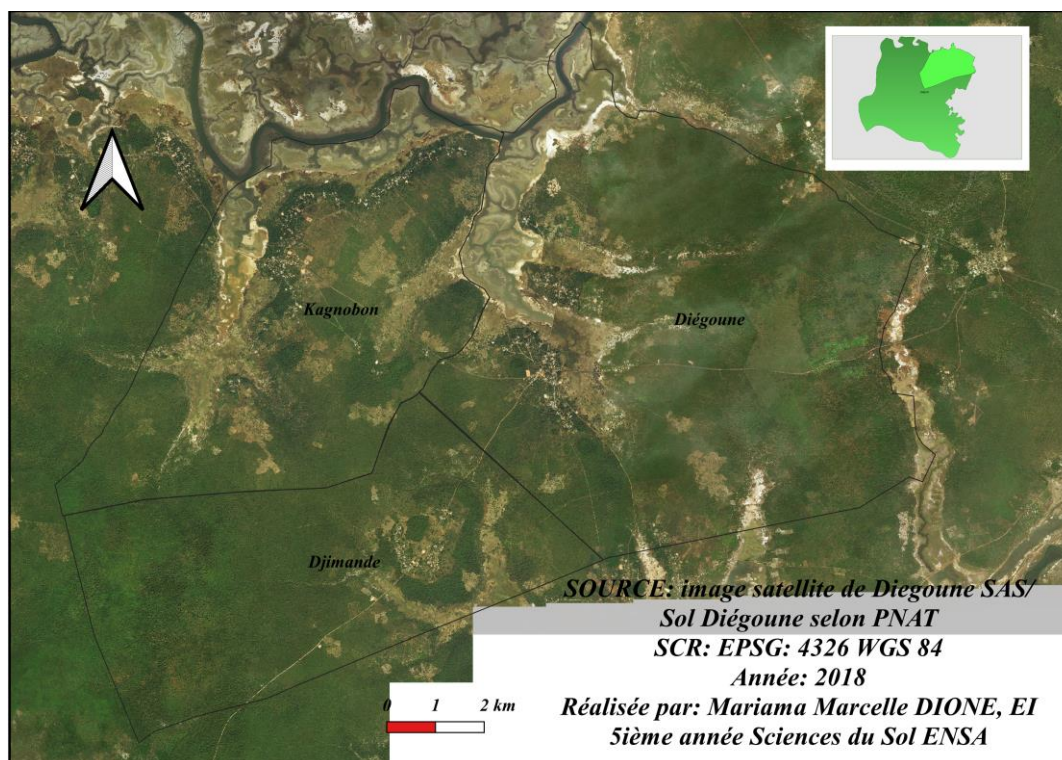 Kagnobon
Diégoune
Djimande
SOURCE: image satellite de Diegoune SAS/
Sol Diégoune selon PNAT
SCR: EPSG: 4326 WGS 84
Année: 2018
0 1 2 km
Réalisée par: Mariama Marcelle DIONE, EI
5ième année Sciences du Sol ENSA